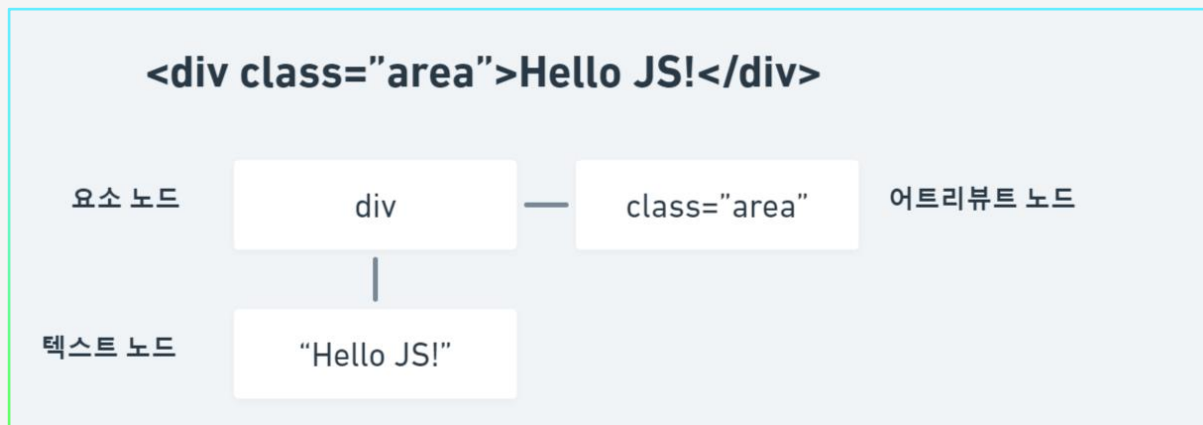 <div class=”area”>Hello JS!</div>
요소 노드
div
class=”area”
어트리뷰트 노드
텍스트 노드
“Hello JS!”